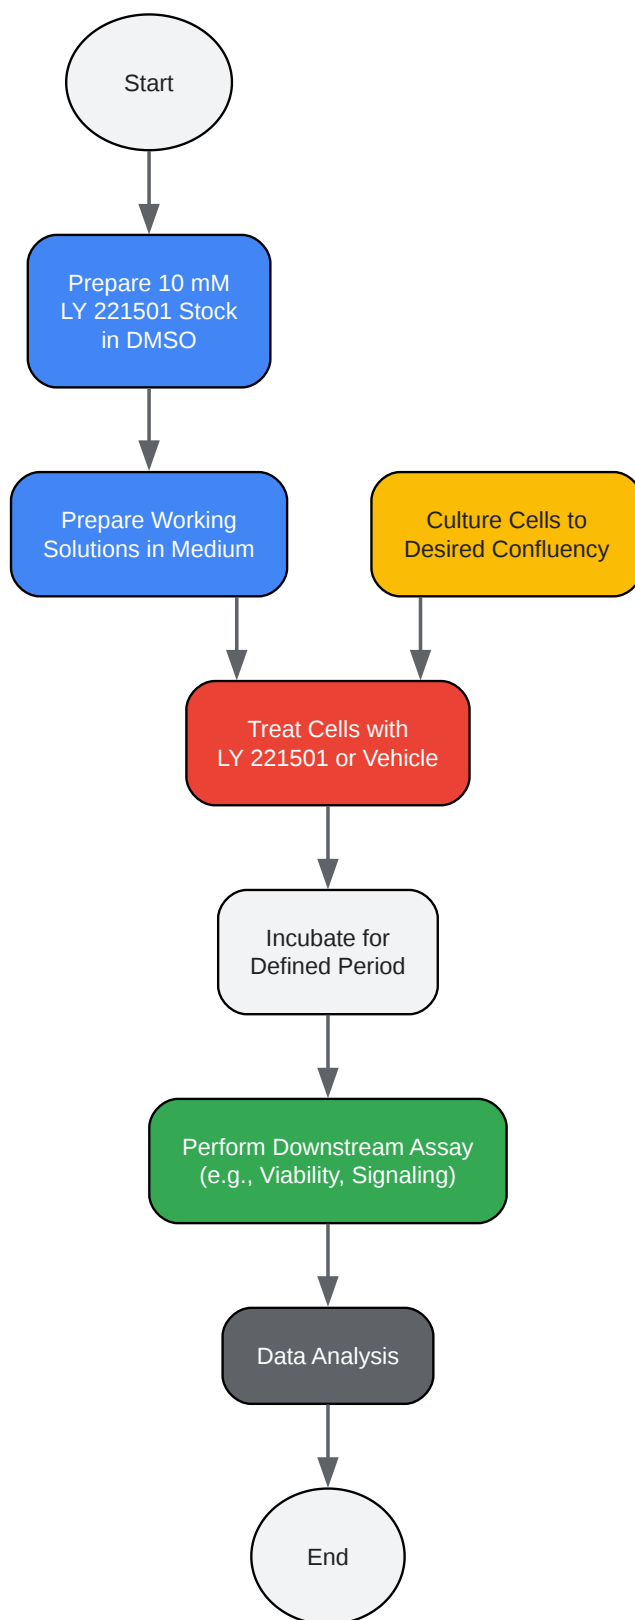 Start
Prepare 10 mM
LY 221501 Stock
in DMSO
Prepare Working
Solutions in Medium
Culture Cells to
Desired Confluency
Treat Cells with
LY 221501 or Vehicle
Incubate for
Defined Period
Perform Downstream Assay
(e.g., Viability, Signaling)
Data Analysis
End